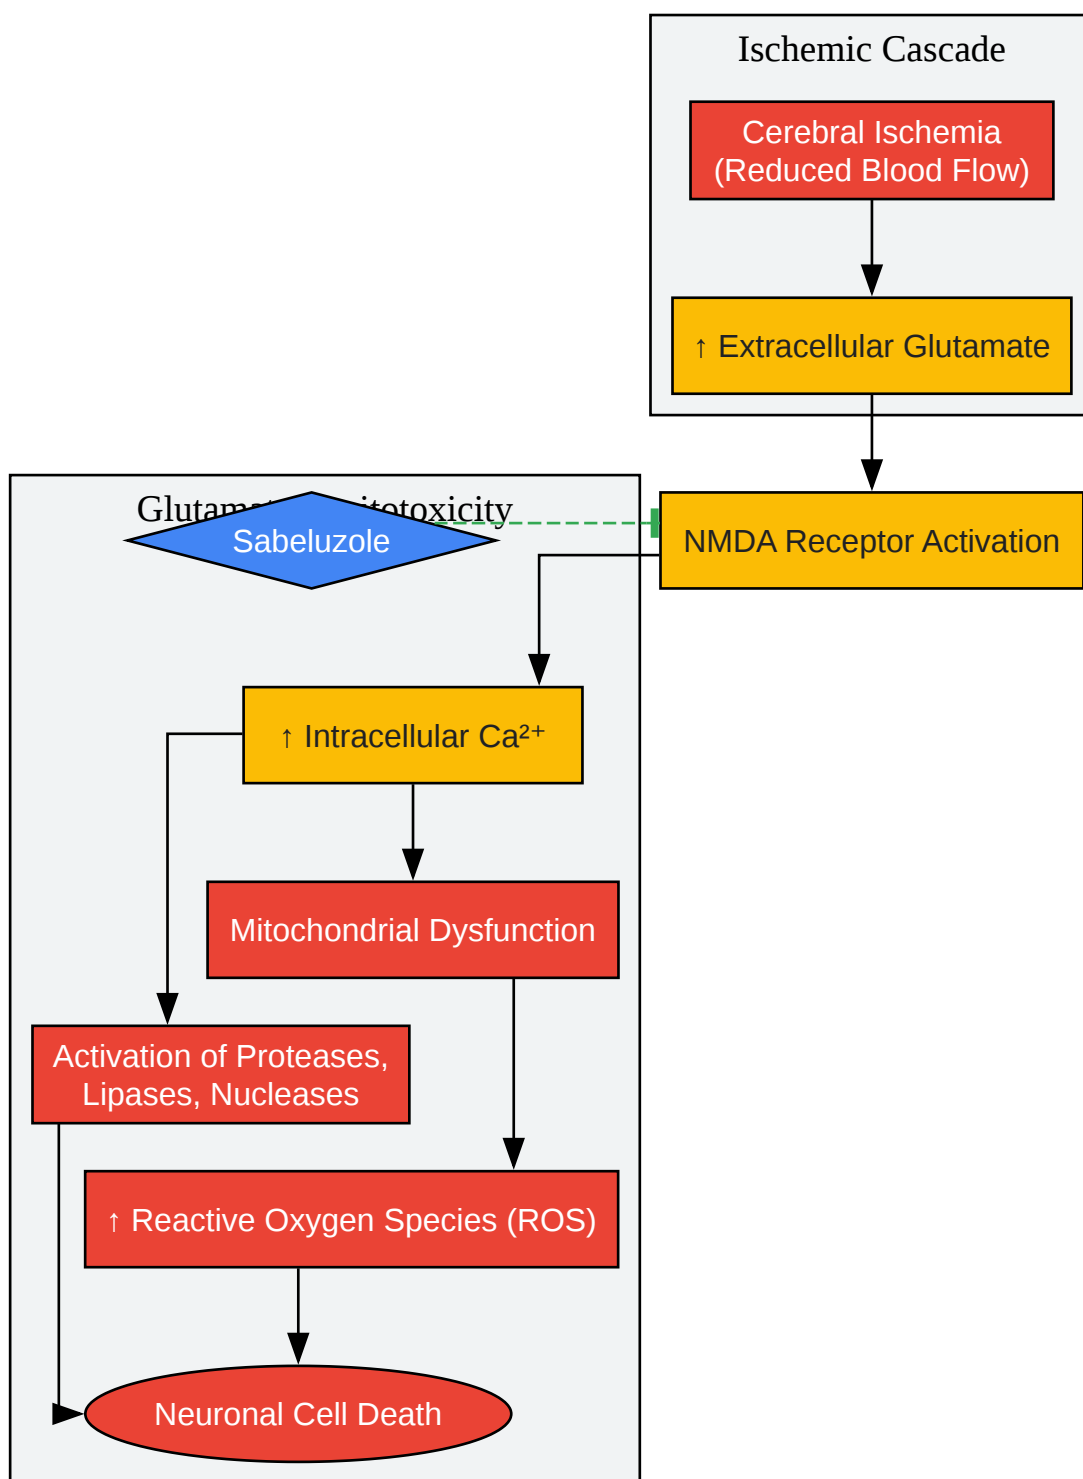 Ischemic Cascade
Cerebral Ischemia
(Reduced Blood Flow)
↑ Extracellular Glutamate
Sabeluzole
NMDA Receptor Activation
↑ Intracellular Ca²⁺
Mitochondrial Dysfunction
Activation of Proteases,
Lipases, Nucleases
↑ Reactive Oxygen Species (ROS)
Neuronal Cell Death